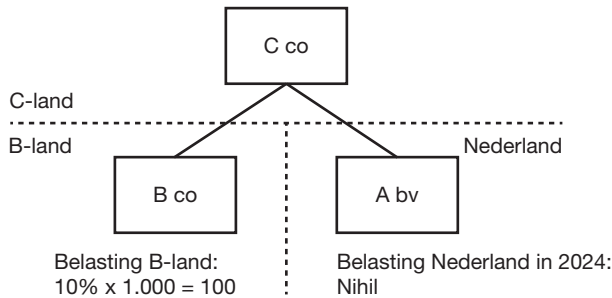 C co
C-land
B-land
Nederland
B co
A bv
Belasting B-land:
10% x 1.000 = 100
Belasting Nederland in 2024:
Nihil